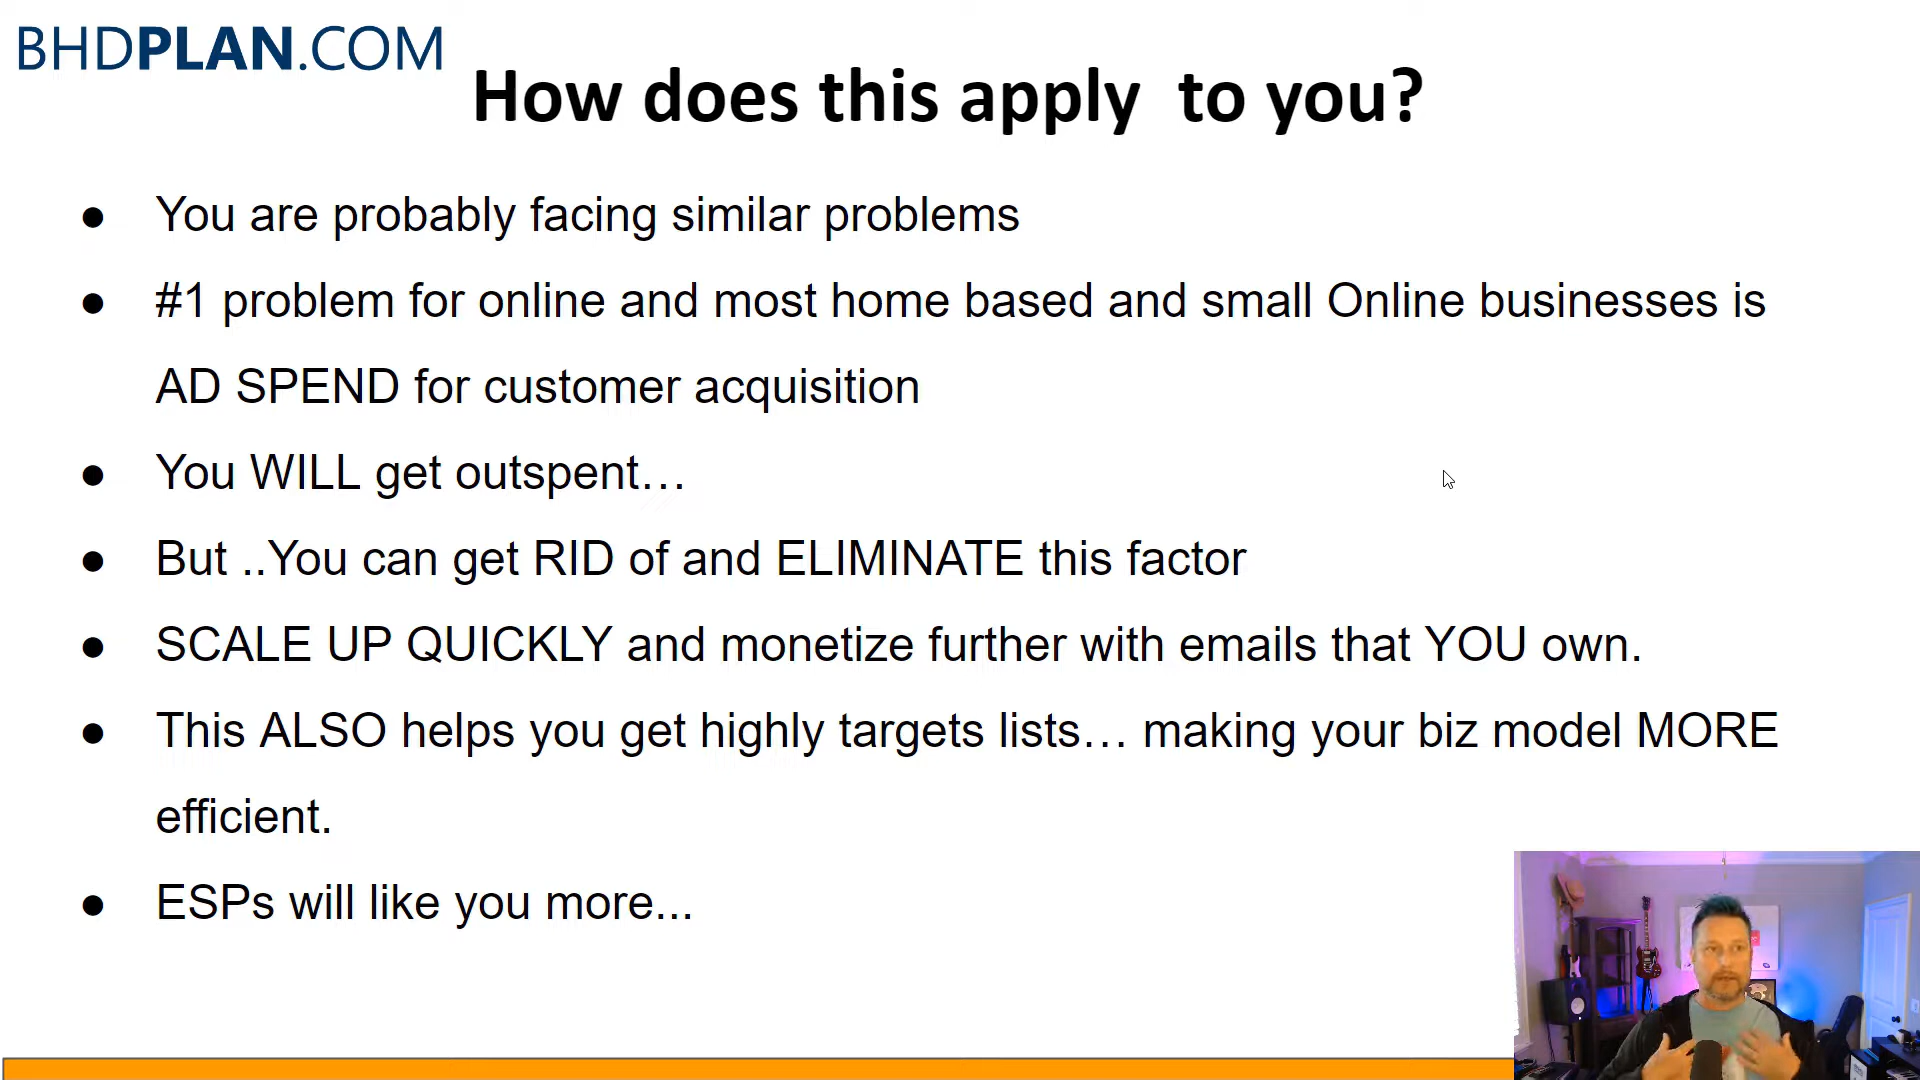 BHDPLAN.COM
How does this apply  to you?
● You are probably facing similar problems
● #1 problem for online and most home based and small Online businesses is
AD SPEND for customer acquisition
● You WILL get outspent…
● But ..You can get RID of and ELIMINATE this factor
● SCALE UP QUICKLY and monetize further with emails that YOU own.
● This ALSO helps you get highly targets lists… making your biz model MORE
efficient.
● ESPs will like you more...